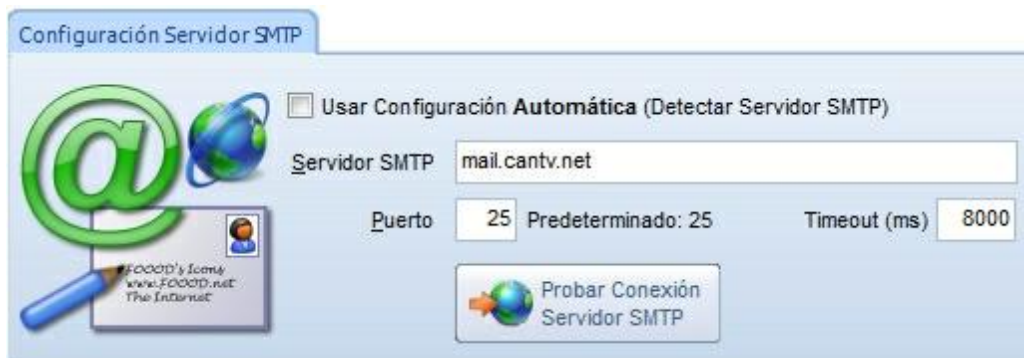 Configuración Servidor SMTP
Usar Configuración Automática (Detectar Servidor SMTP)
Servidor SMTP mail.cantv.net
Puerto 25 Predeterminado: 25 Timeout (ms) 8000
FOOOD's Icons
www.FOOOD.net
The Internet
Probar Conexión
Servidor SMTP